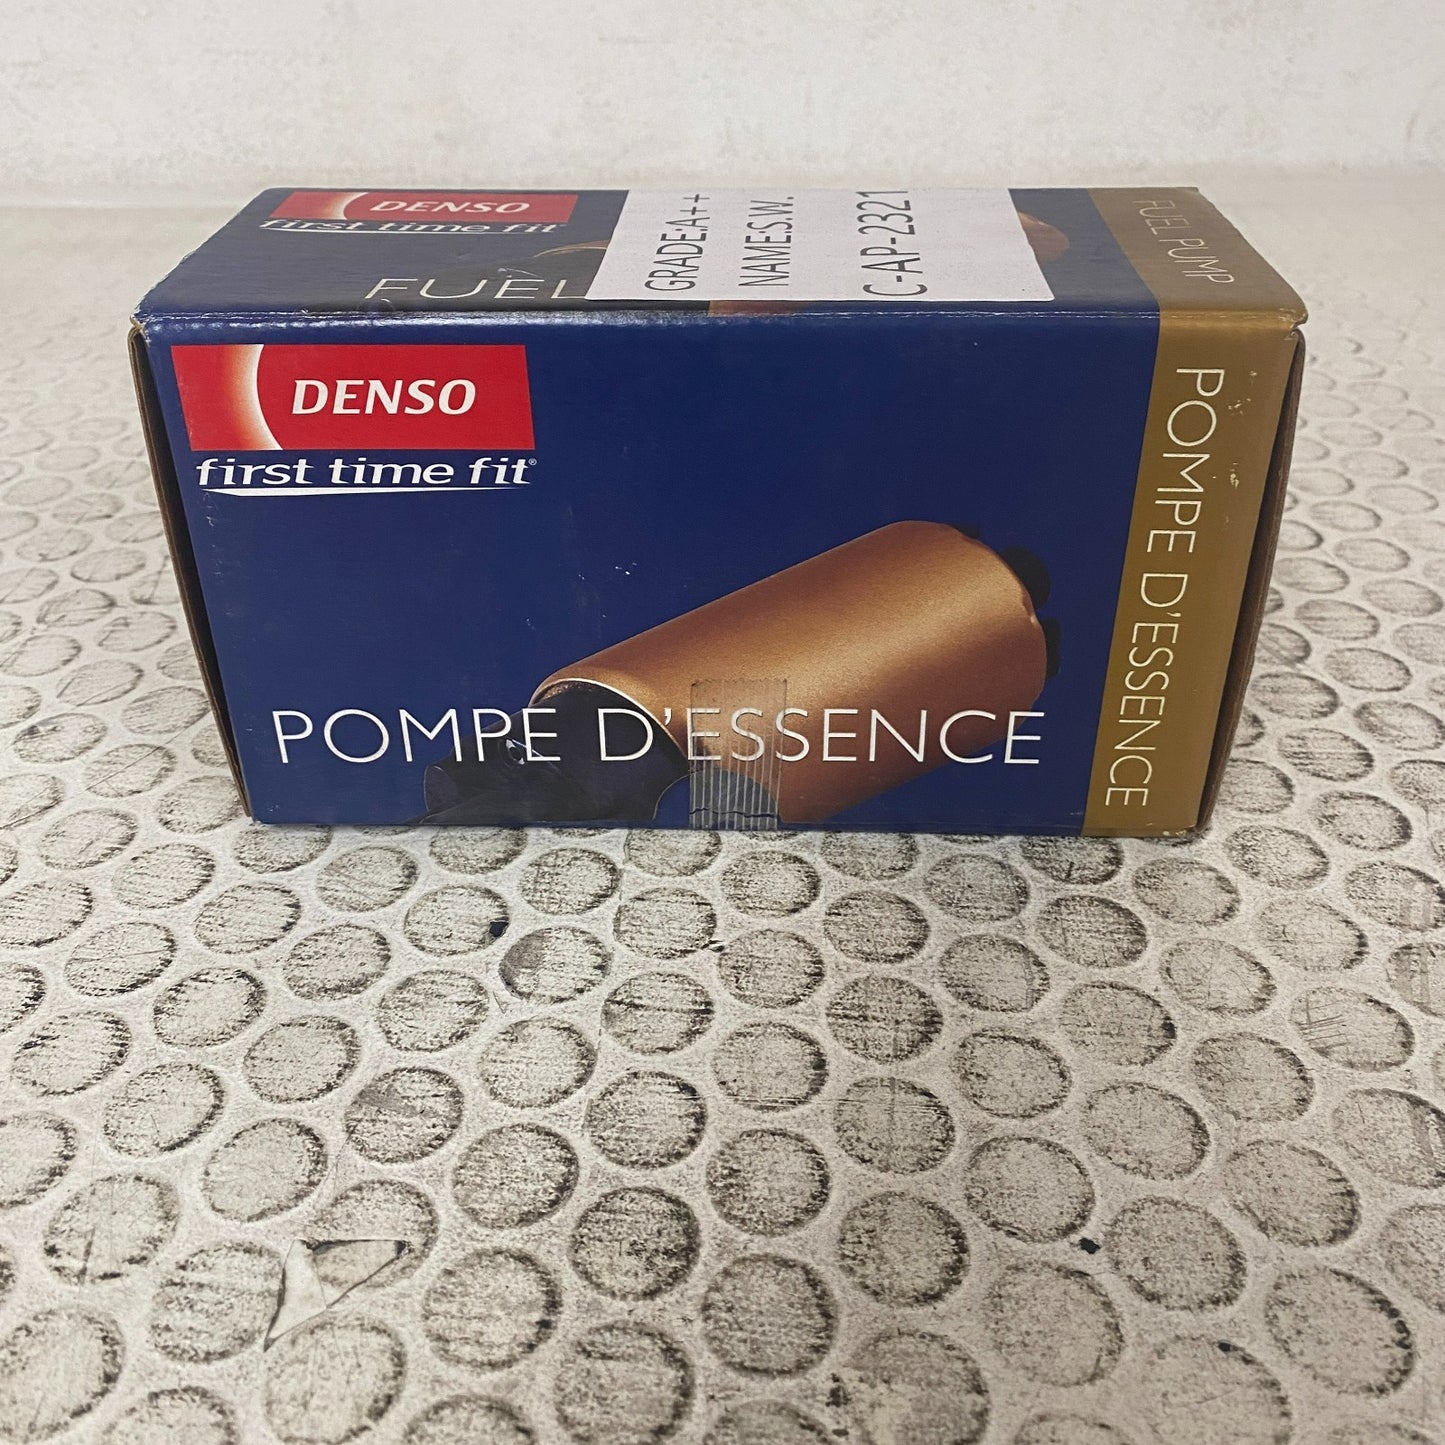 DENSO
first time fit
FUEL
GRADE:A++
NAME:S.W.
C-AP-2321
FUEL PUMP
DENSO
first time fit®
POMPE D'ESSENCE
POMPE D'ESSENCE